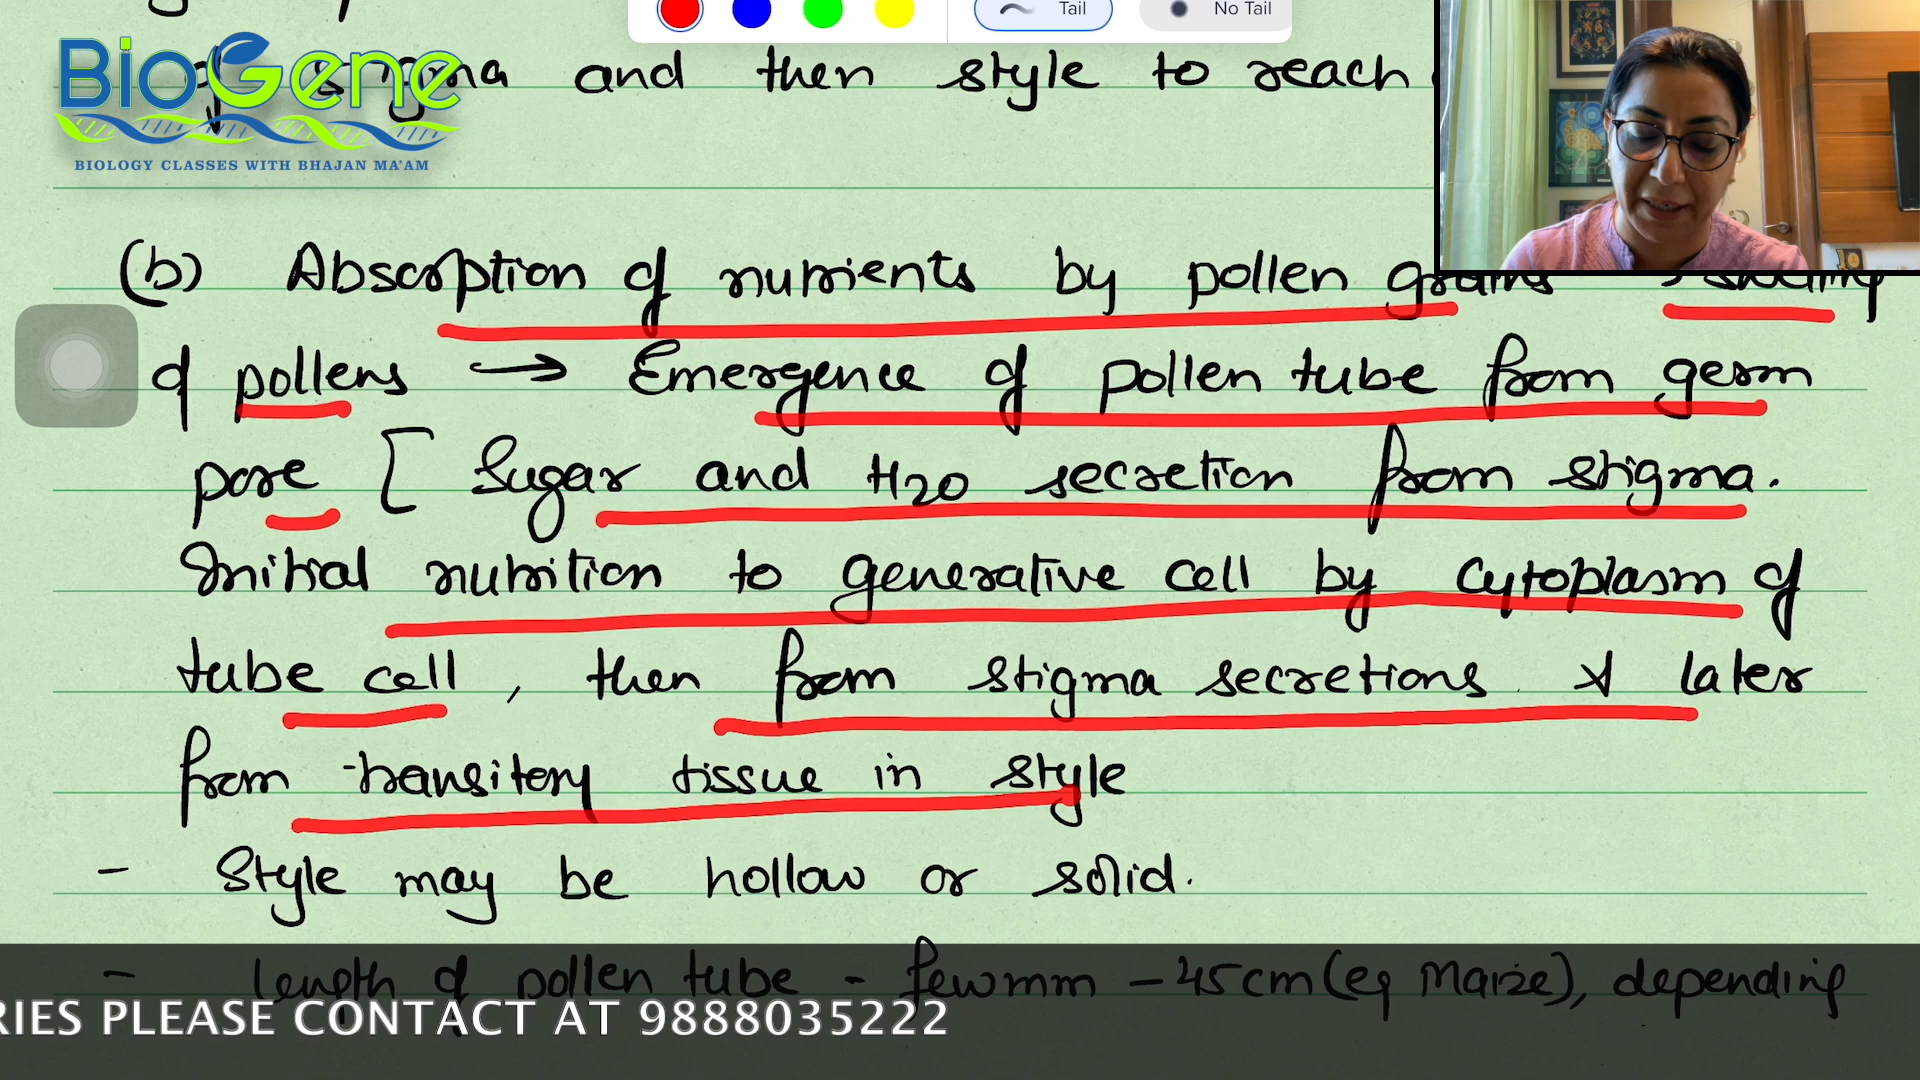 Tail
No Tail
BioGene
BIOLOGY CLASSES WITH BHAJAN MA'AM
and then style to reach
(b) Absorption of nutrients by pollen grains
of pollens → Emergence of pollen tube from germ
pore [ Sugar and H2O secretion from stigma.
Initial nutrition to generative cell by cytoplasm of
tube cell, then from stigma secretions & later
from transitory tissue in style
- Style may be hollow or solid.
- length of pollen tube - few mm - 45 cm (eg Maize), depending
RIES PLEASE CONTACT AT 9888035222